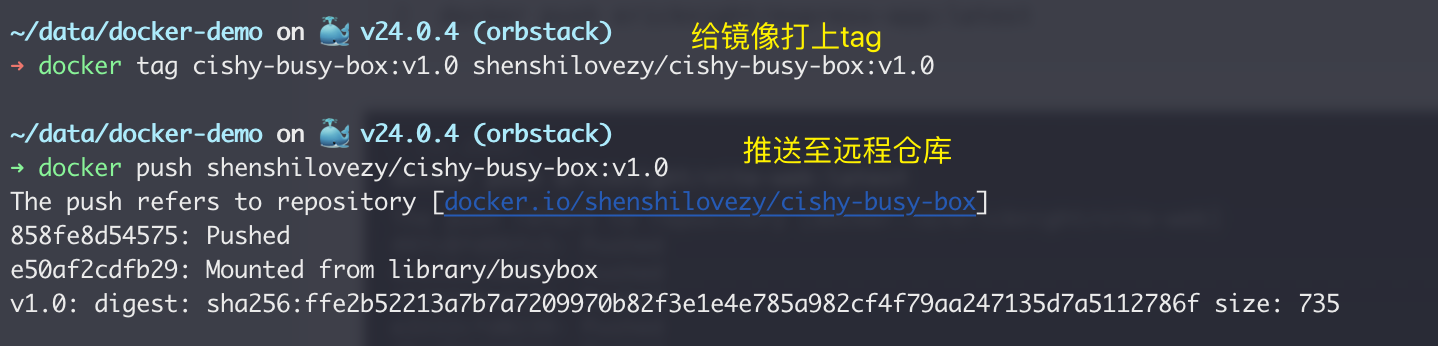 ~/data/docker-demo on 🐳 v24.0.4 (orbstack)
给镜像打上tag
→ docker tag cishy-busy-box:v1.0 shenshilovezy/cishy-busy-box:v1.0
~/data/docker-demo on 🐳 v24.0.4 (orbstack)
推送至远程仓库
→ docker push shenshilovezy/cishy-busy-box:v1.0
The push refers to repository [docker.io/shenshilovezy/cishy-busy-box]
858fe8d54575: Pushed
e50af2cdfb29: Mounted from library/busybox
v1.0: digest: sha256:ffe2b52213a7b7a7209970b82f3e1e4e785a982cf4f79aa247135d7a5112786f size: 735